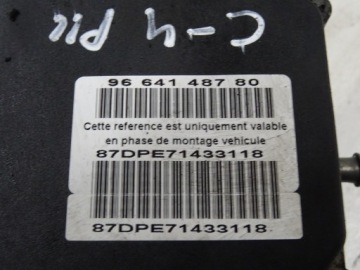 C-4 Pic
96 641 487 80
Cette reference est uniquement valable
en phase de montage vehicule
87DPE71433118
87DPE71433118